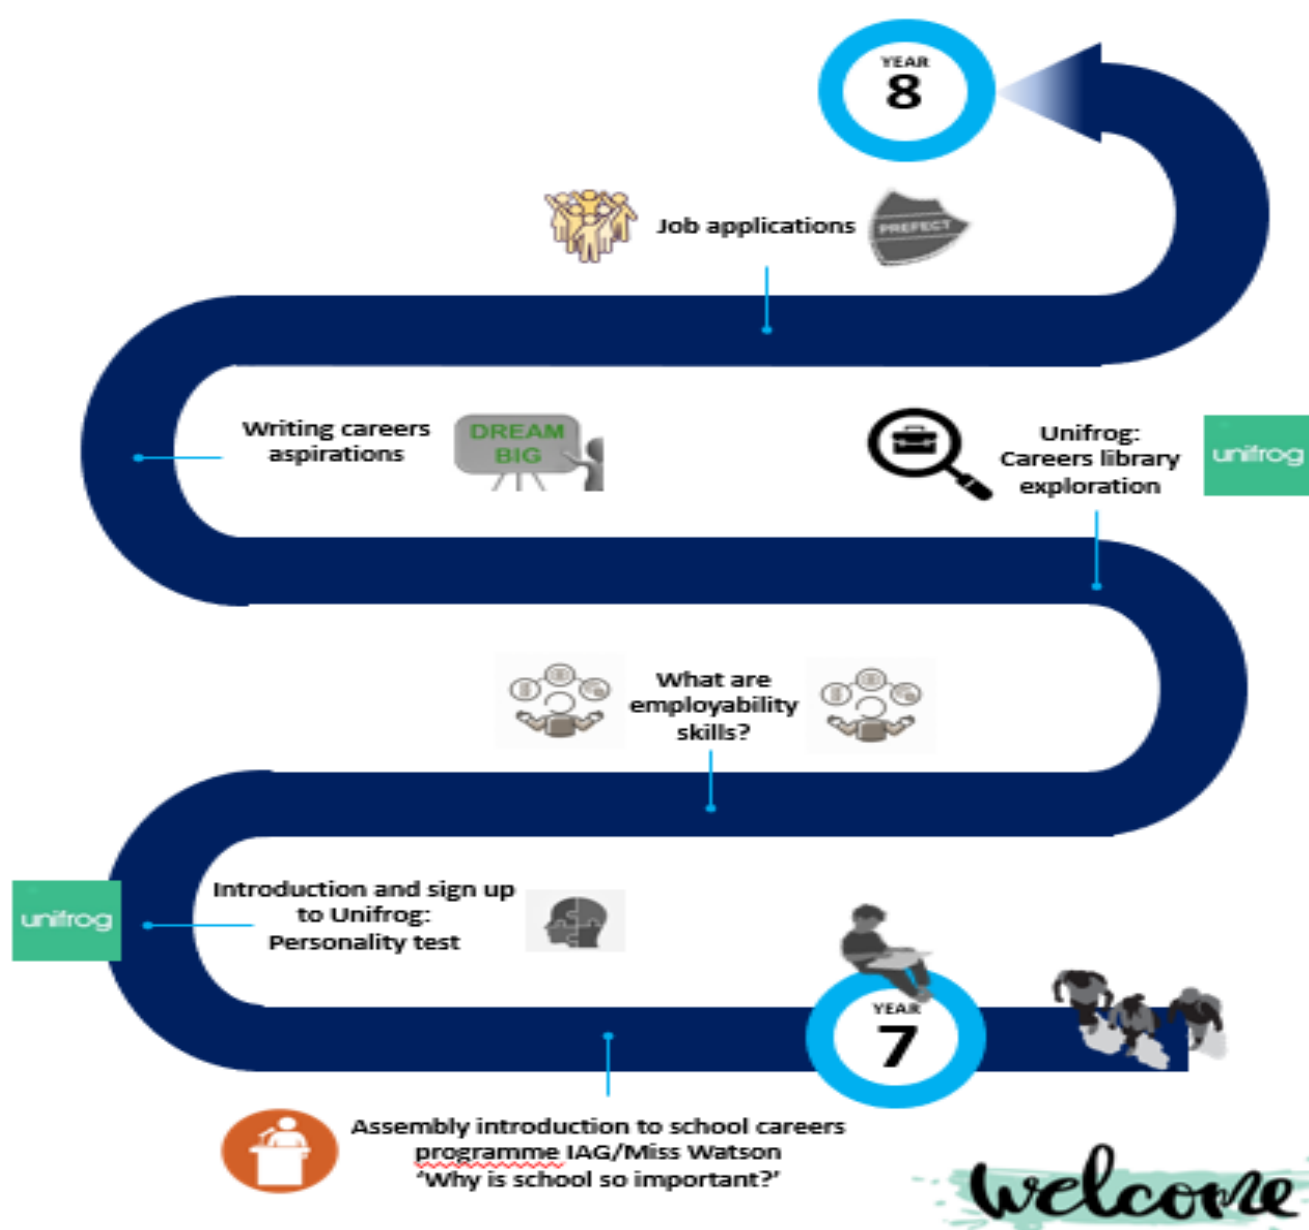 YEAR
8
Job applications
PREFECT
Writing careers
aspirations
DREAM
BIG
Unifrog:
Careers library
exploration
unifrog
What are
employability
skills?
unifrog
Introduction and sign up
to Unifrog:
Personality test
YEAR
7
Assembly introduction to school careers
programme IAG/Miss Watson
‘Why is school so important?’
welcome